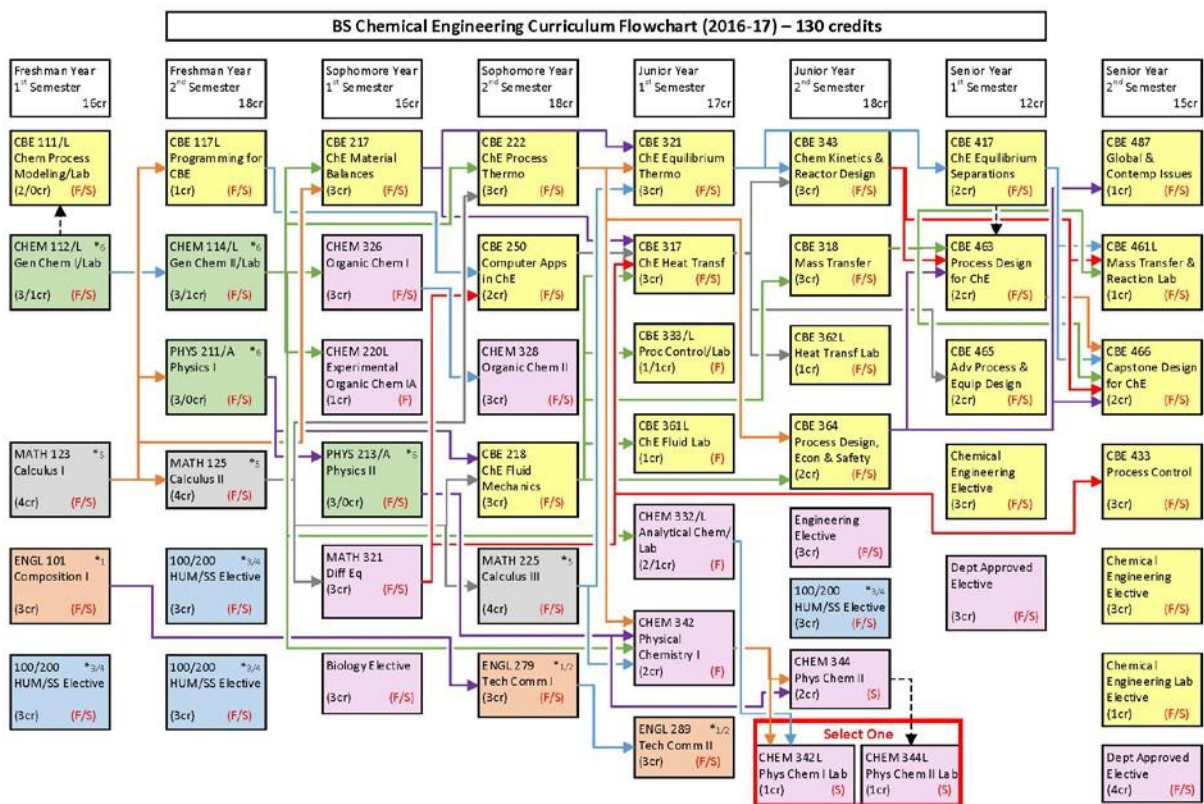 BS Chemical Engineering Curriculum Flowchart (2016-17) – 130 credits
Freshman Year
1st Semester
16cr
CBE 111/L
Chem Process
Modeling/Lab
(2/0cr) (F/S)
CHEM 112/L *6
Gen Chem I/Lab
(3/1cr) (F/S)
MATH 123 *5
Calculus I
(4cr) (F/S)
ENGL 101 *1
Composition I
(3cr) (F/S)
100/200 *3/4
HUM/SS Elective
(3cr) (F/S)
Freshman Year
2nd Semester
18cr
CBE 117L
Programming for
CBE
(1cr) (F/S)
CHEM 114/L *6
Gen Chem II/Lab
(3/1cr) (F/S)
PHYS 211/A *6
Physics I
(3/0cr) (F/S)
MATH 125 *5
Calculus II
(4cr) (F/S)
100/200 *3/4
HUM/SS Elective
(3cr) (F/S)
100/200 *3/4
HUM/SS Elective
(3cr) (F/S)
Sophomore Year
1st Semester
16cr
CBE 217
ChE Material
Balances
(3cr) (F/S)
CHEM 326
Organic Chem I
(3cr) (F/S)
CHEM 220L
Experimental
Organic Chem IA
(1cr) (F)
PHYS 213/A *6
Physics II
(3/0cr) (F/S)
MATH 321
Diff Eq
(3cr) (F/S)
Biology Elective
(3cr) (F/S)
Sophomore Year
2nd Semester
18cr
CBE 222
ChE Process
Thermo
(3cr) (F/S)
CBE 250
Computer Apps
in ChE
(2cr) (F/S)
CHEM 328
Organic Chem II
(3cr) (F/S)
CBE 218
ChE Fluid
Mechanics
(3cr) (F/S)
MATH 225 *5
Calculus III
(4cr) (F/S)
ENGL 279 *1/2
Tech Comm I
(3cr) (F/S)
Junior Year
1st Semester
17cr
CBE 321
ChE Equilibrium
Thermo
(3cr) (F/S)
CBE 317
ChE Heat Transf
(3cr) (F/S)
CBE 333/L
Proc Control/Lab
(1/1cr) (F)
CBE 361L
ChE Fluid Lab
(1cr) (F)
CHEM 332/L
Analytical Chem/
Lab
(2/1cr) (F)
CHEM 342
Physical
Chemistry I
(2cr) (F)
ENGL 289 *1/2
Tech Comm II
(3cr) (F/S)
Junior Year
2nd Semester
18cr
CBE 343
Chem Kinetics &
Reactor Design
(3cr) (F/S)
CBE 318
Mass Transfer
(3cr) (F/S)
CBE 362L
Heat Transf Lab
(1cr) (F/S)
CBE 364
Process Design,
Econ & Safety
(2cr) (F/S)
Engineering
Elective
(3cr) (F/S)
100/200 *3/4
HUM/SS Elective
(3cr) (F/S)
CHEM 344
Phys Chem II
(2cr) (S)
Select One
CHEM 342L
Phys Chem I Lab
(1cr) (S)
CHEM 344L
Phys Chem II Lab
(1cr) (S)
Senior Year
1st Semester
12cr
CBE 417
ChE Equilibrium
Separations
(2cr) (F/S)
CBE 463
Process Design
for ChE
(2cr) (F/S)
CBE 465
Adv Process &
Equip Design
(2cr) (F/S)
Chemical
Engineering
Elective
(3cr) (F/S)
Dept Approved
Elective
(3cr) (F/S)
Senior Year
2nd Semester
15cr
CBE 487
Global &
Contemp Issues
(1cr) (F/S)
CBE 461L
Mass Transfer &
Reaction Lab
(1cr) (F/S)
CBE 466
Capstone Design
for ChE
(2cr) (F/S)
CBE 433
Process Control
(3cr) (F/S)
Chemical
Engineering
Elective
(3cr) (F/S)
Chemical
Engineering Lab
Elective
(1cr) (F/S)
Dept Approved
Elective
(4cr) (F/S)